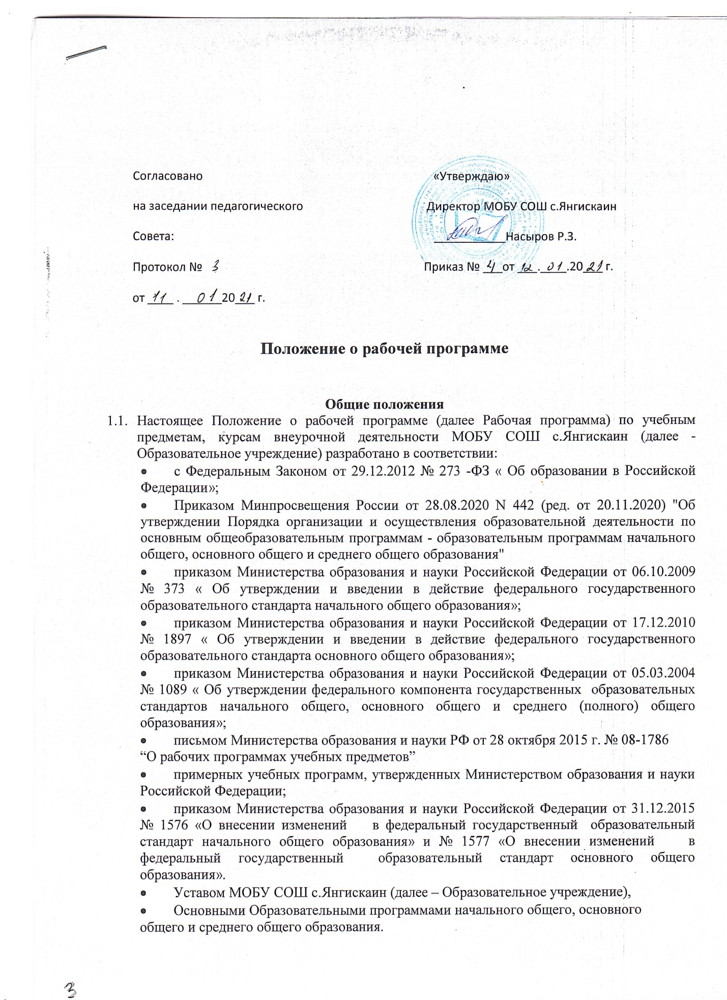 Согласовано «Утверждаю»
на заседании педагогического Директор МОБУ СОШ с.Янгискаин
Совета: ___________Насыров Р.З.
Протокол № 3 Приказ № 4 от 12 . 01 .2021 г.
от 11 . 01 2021 г.
Положение о рабочей программе
Общие положения
1.1. Настоящее Положение о рабочей программе (далее Рабочая программа) по учебным
предметам, курсам внеурочной деятельности МОБУ СОШ с.Янгискаин (далее -
Образовательное учреждение) разработано в соответствии:
• с Федеральным Законом от 29.12.2012 № 273 -ФЗ « Об образовании в Российской
Федерации»;
• Приказом Минпросвещения России от 28.08.2020 N 442 (ред. от 20.11.2020) "Об
утверждении Порядка организации и осуществления образовательной деятельности по
основным общеобразовательным программам - образовательным программам начального
общего, основного общего и среднего общего образования"
• приказом Министерства образования и науки Российской Федерации от 06.10.2009
№ 373 « Об утверждении и введении в действие федерального государственного
образовательного стандарта начального общего образования»;
• приказом Министерства образования и науки Российской Федерации от 17.12.2010
№ 1897 « Об утверждении и введении в действие федерального государственного
образовательного стандарта основного общего образования»;
• приказом Министерства образования и науки Российской Федерации от 05.03.2004
№ 1089 « Об утверждении федерального компонента государственных образовательных
стандартов начального общего, основного общего и среднего (полного) общего
образования»;
• письмом Министерства образования и науки РФ от 28 октября 2015 г. № 08-1786
“О рабочих программах учебных предметов”
• примерных учебных программ, утвержденных Министерством образования и науки
Российской Федерации;
• приказом Министерства образования и науки Российской Федерации от 31.12.2015
№ 1576 «О внесении изменений в федеральный государственный образовательный
стандарт начального общего образования» и № 1577 «О внесении изменений в
федеральный государственный образовательный стандарт основного общего
образования».
• Уставом МОБУ СОШ с.Янгискаин (далее – Образовательное учреждение),
• Основными Образовательными программами начального общего, основного
общего и среднего общего образования.
3